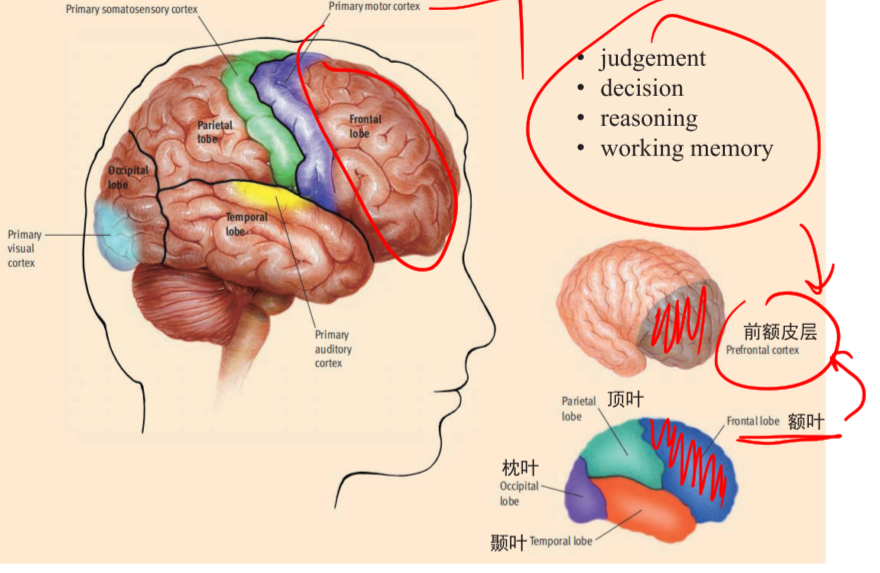 Primary somatosensory cortex
Primary motor cortex
Parietal
lobe
Frontal
lobe
Occipital
lobe
Temporal
lobe
Primary
visual
cortex
Primary
auditory
cortex
• judgement
• decision
• reasoning
• working memory
前额皮层
Prefrontal cortex
Parietal
lobe
顶叶
Frontal lobe 额叶
枕叶
Occipital
lobe
颞叶 Temporal lobe